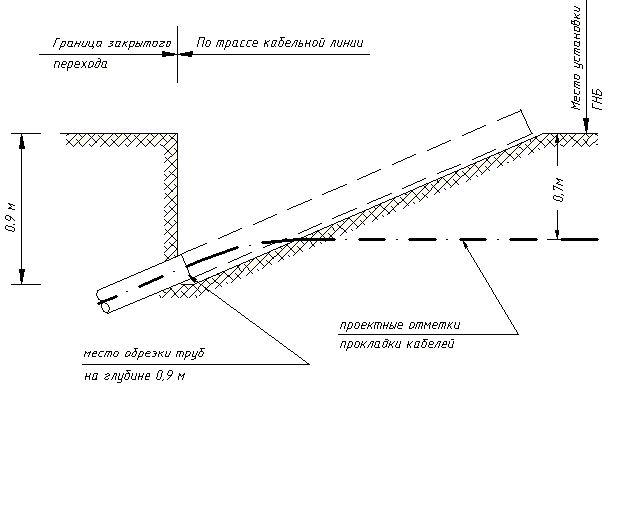 Граница закрытого
перехода
По трассе кабельной линии
Место установки
ГНБ
0.9 м
0,7м
проектные отметки
прокладки кабелей
место обрезки труб
на глубине 0,9 м